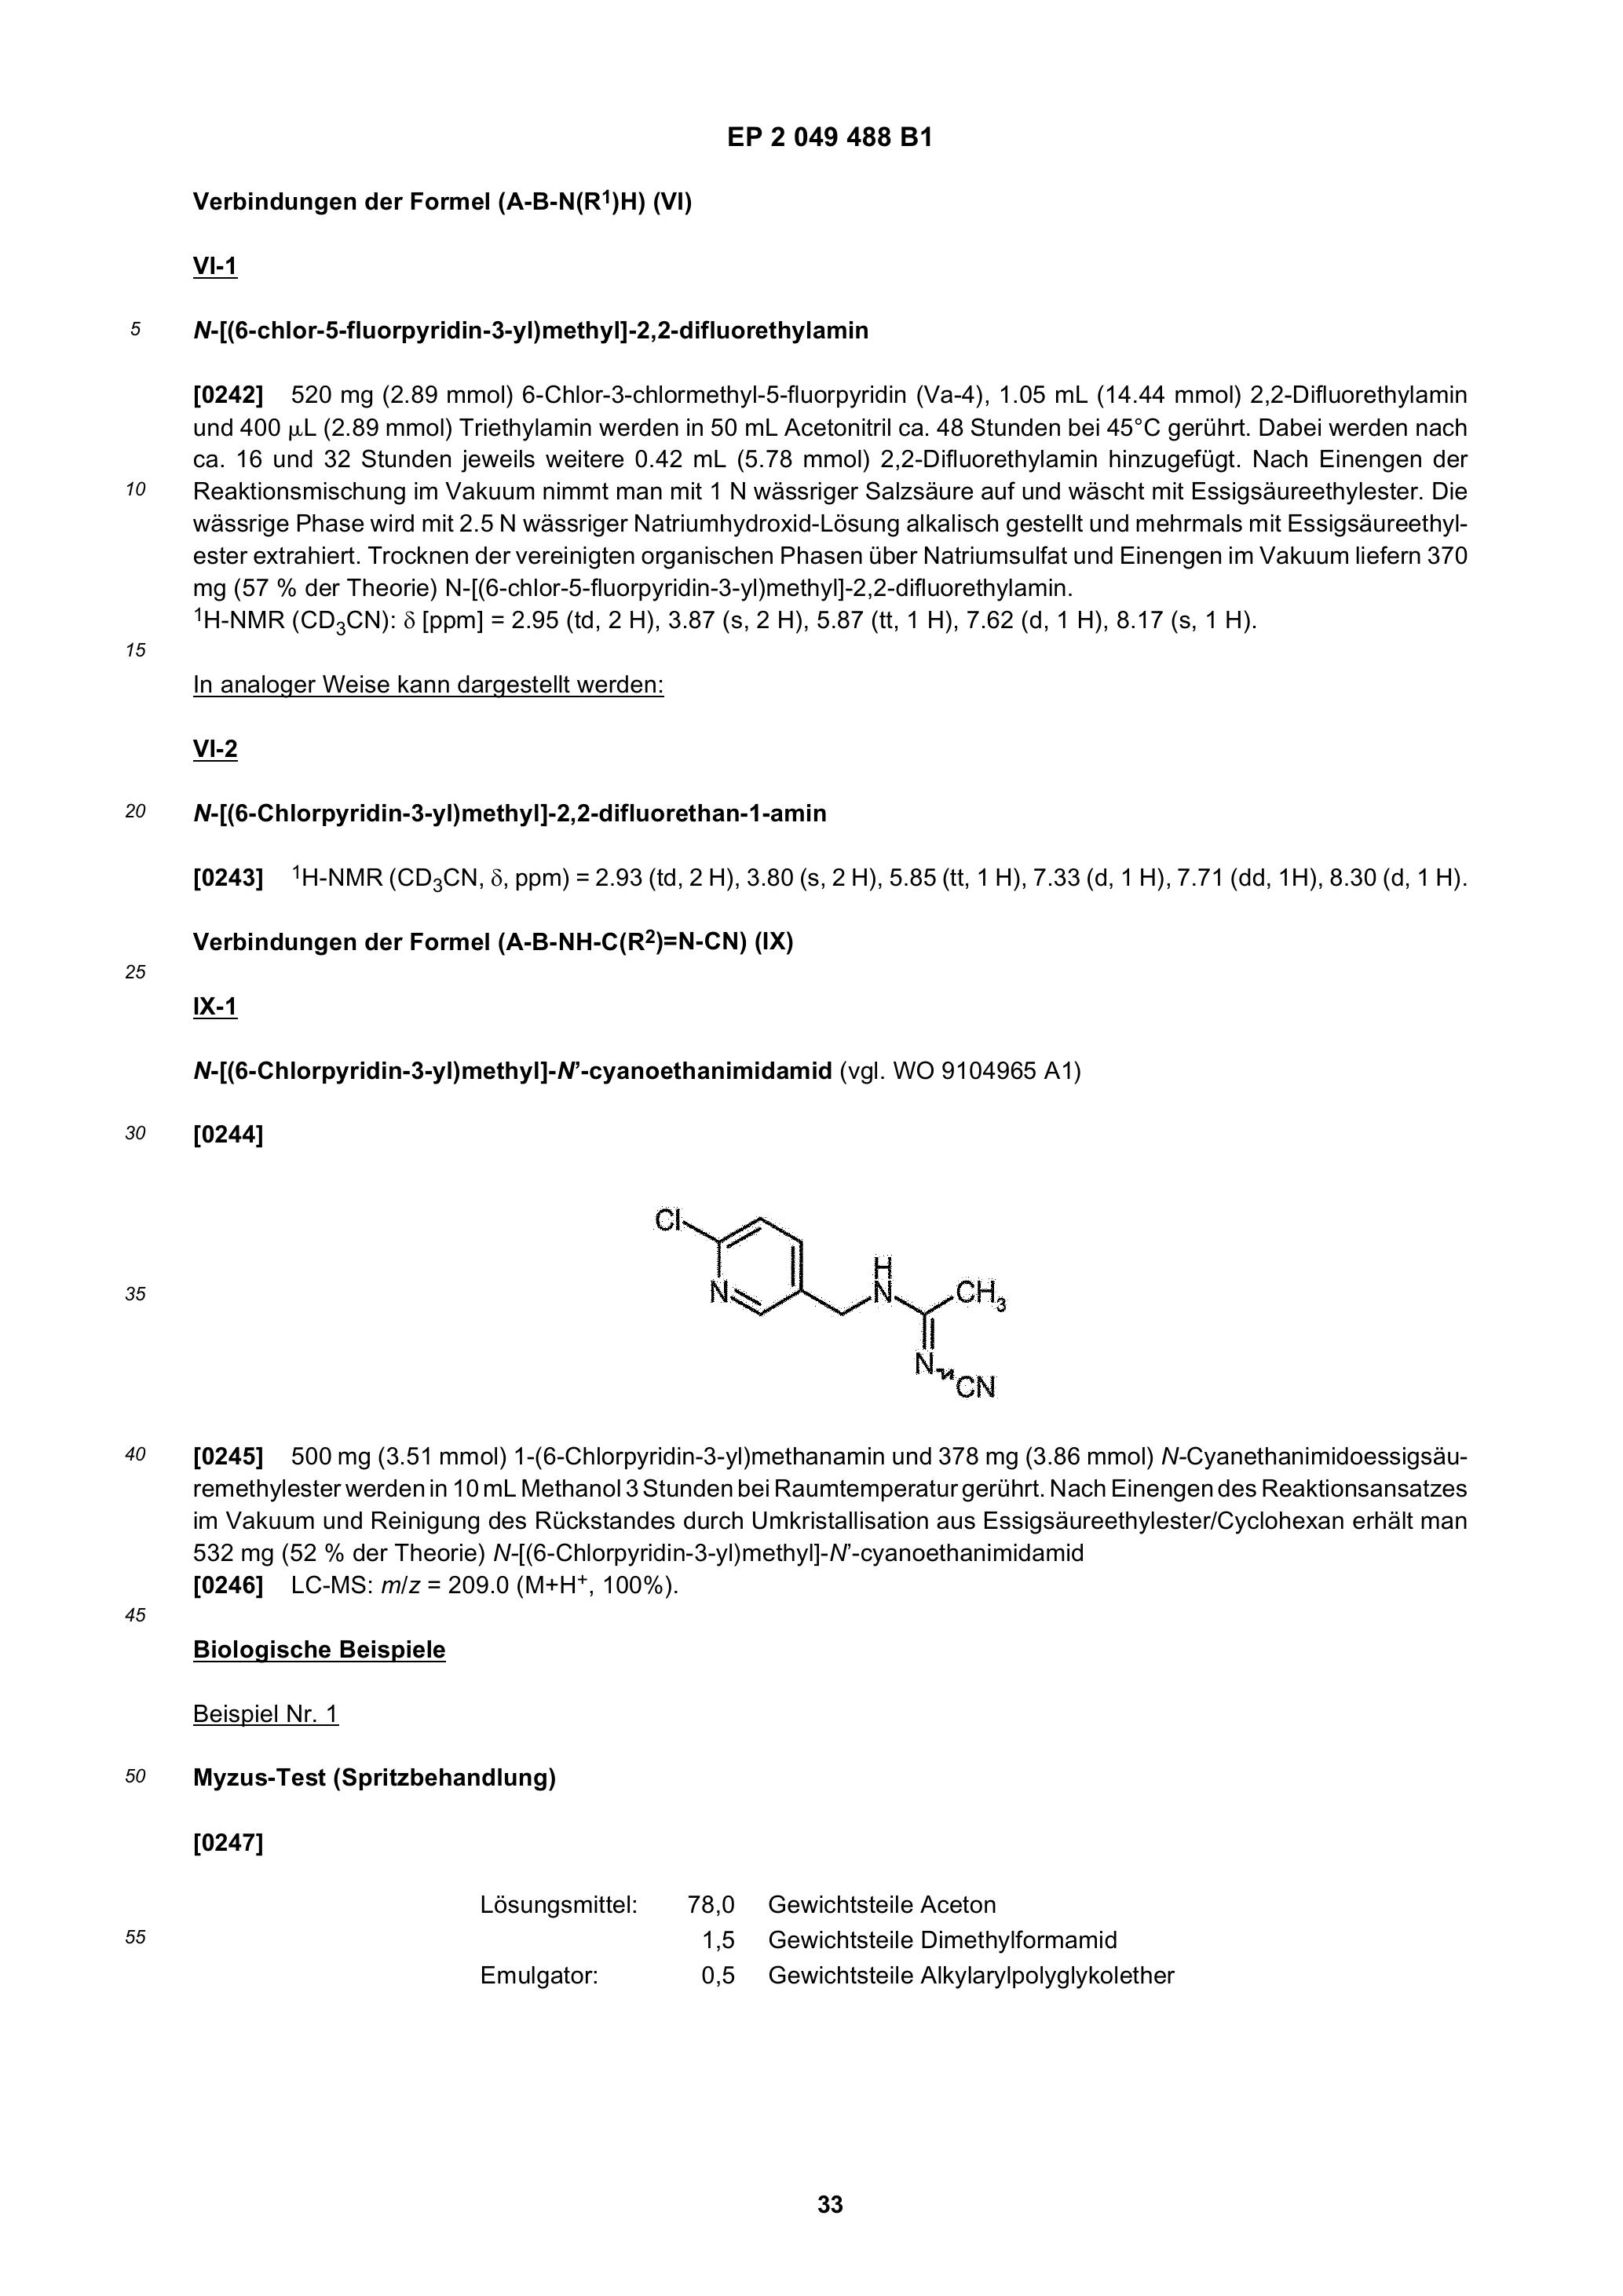 EP 2 049 488 B1
Verbindungen der Formel (A-B-N(R1)H) (VI)
VI-1
5 N-[(6-chlor-5-fluorpyridin-3-yl)methyl]-2,2-difluorethylamin
[0242] 520 mg (2.89 mmol) 6-Chlor-3-chlormethyl-5-fluorpyridin (Va-4), 1.05 mL (14.44 mmol) 2,2-Difluorethylamin
und 400 μL (2.89 mmol) Triethylamin werden in 50 mL Acetonitril ca. 48 Stunden bei 45°C gerührt. Dabei werden nach
ca. 16 und 32 Stunden jeweils weitere 0.42 mL (5.78 mmol) 2,2-Difluorethylamin hinzugefügt. Nach Einengen der
10 Reaktionsmischung im Vakuum nimmt man mit 1 N wässriger Salzsäure auf und wäscht mit Essigsäureethylester. Die
wässrige Phase wird mit 2.5 N wässriger Natriumhydroxid-Lösung alkalisch gestellt und mehrmals mit Essigsäureethyl-
ester extrahiert. Trocknen der vereinigten organischen Phasen über Natriumsulfat und Einengen im Vakuum liefern 370
mg (57 % der Theorie) N-[(6-chlor-5-fluorpyridin-3-yl)methyl]-2,2-difluorethylamin.
1H-NMR (CD3CN): δ [ppm] = 2.95 (td, 2 H), 3.87 (s, 2 H), 5.87 (tt, 1 H), 7.62 (d, 1 H), 8.17 (s, 1 H).
15
In analoger Weise kann dargestellt werden:
VI-2
20 N-[(6-Chlorpyridin-3-yl)methyl]-2,2-difluorethan-1-amin
[0243] 1H-NMR (CD3CN, δ, ppm) = 2.93 (td, 2 H), 3.80 (s, 2 H), 5.85 (tt, 1 H), 7.33 (d, 1 H), 7.71 (dd, 1H), 8.30 (d, 1 H).
Verbindungen der Formel (A-B-NH-C(R2)=N-CN) (IX)
25
IX-1
N-[(6-Chlorpyridin-3-yl)methyl]-N’-cyanoethanimidamid (vgl. WO 9104965 A1)
30 [0244]
Cl
H
35 N N CH3
N
CN
40 [0245] 500 mg (3.51 mmol) 1-(6-Chlorpyridin-3-yl)methanamin und 378 mg (3.86 mmol) N-Cyanethanimidoessigsäu-
remethylester werden in 10 mL Methanol 3 Stunden bei Raumtemperatur gerührt. Nach Einengen des Reaktionsansatzes
im Vakuum und Reinigung des Rückstandes durch Umkristallisation aus Essigsäureethylester/Cyclohexan erhält man
532 mg (52 % der Theorie) N-[(6-Chlorpyridin-3-yl)methyl]-N’-cyanoethanimidamid
[0246] LC-MS: m/z = 209.0 (M+H+, 100%).
45
Biologische Beispiele
Beispiel Nr. 1
50 Myzus-Test (Spritzbehandlung)
[0247]
Lösungsmittel: 78,0 Gewichtsteile Aceton
55 1,5 Gewichtsteile Dimethylformamid
Emulgator: 0,5 Gewichtsteile Alkylarylpolyglykolether
33